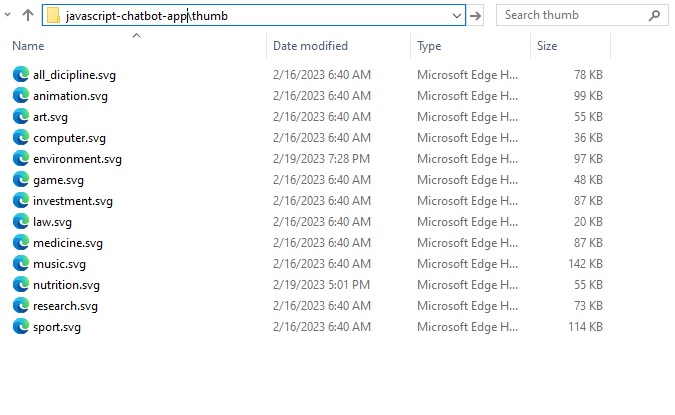 javascript-chatbot-app\thumb Search thumb
Name Date modified Type Size
all_dicipline.svg 2/16/2023 6:40 AM Microsoft Edge H... 78 KB
animation.svg 2/16/2023 6:40 AM Microsoft Edge H... 99 KB
art.svg 2/16/2023 6:40 AM Microsoft Edge H... 55 KB
computer.svg 2/16/2023 6:40 AM Microsoft Edge H... 36 KB
environment.svg 2/19/2023 7:28 PM Microsoft Edge H... 97 KB
game.svg 2/16/2023 6:40 AM Microsoft Edge H... 48 KB
investment.svg 2/16/2023 6:40 AM Microsoft Edge H... 87 KB
law.svg 2/16/2023 6:40 AM Microsoft Edge H... 20 KB
medicine.svg 2/16/2023 6:40 AM Microsoft Edge H... 87 KB
music.svg 2/16/2023 6:40 AM Microsoft Edge H... 142 KB
nutrition.svg 2/19/2023 5:01 PM Microsoft Edge H... 55 KB
research.svg 2/16/2023 6:40 AM Microsoft Edge H... 73 KB
sport.svg 2/16/2023 6:40 AM Microsoft Edge H... 114 KB